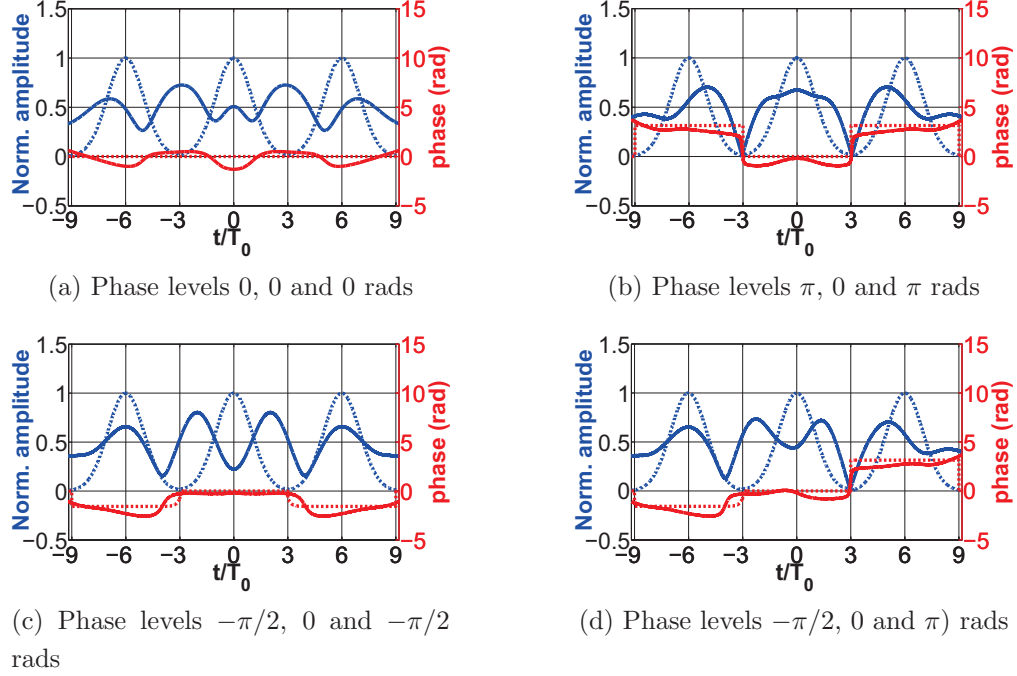 1.5
1
0.5
0
−0.5
Norm. amplitude
15
10
5
0
−5
phase (rad)
−9 −6 −3 0 3 6 9
t/T0
(a) Phase levels 0, 0 and 0 rads
1.5
1
0.5
0
−0.5
Norm. amplitude
15
10
5
0
−5
phase (rad)
−9 −6 −3 0 3 6 9
t/T0
(b) Phase levels π, 0 and π rads
1.5
1
0.5
0
−0.5
Norm. amplitude
15
10
5
0
−5
phase (rad)
−9 −6 −3 0 3 6 9
t/T0
(c) Phase levels −π/2, 0 and −π/2
rads
1.5
1
0.5
0
−0.5
Norm. amplitude
15
10
5
0
−5
phase (rad)
−9 −6 −3 0 3 6 9
t/T0
(d) Phase levels −π/2, 0 and π) rads